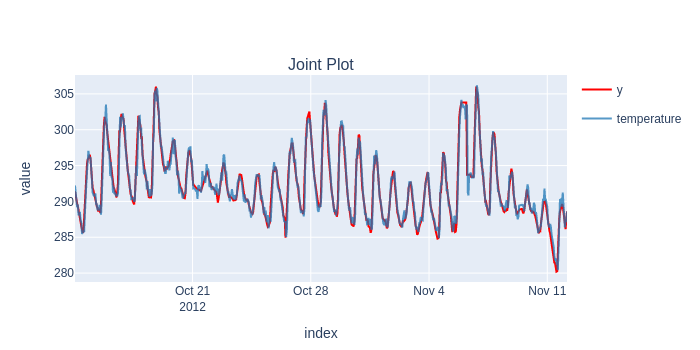 Joint Plot
305
300
295
290
285
280
value
Oct 21
2012
Oct 28
Nov 4
Nov 11
index
y
temperature